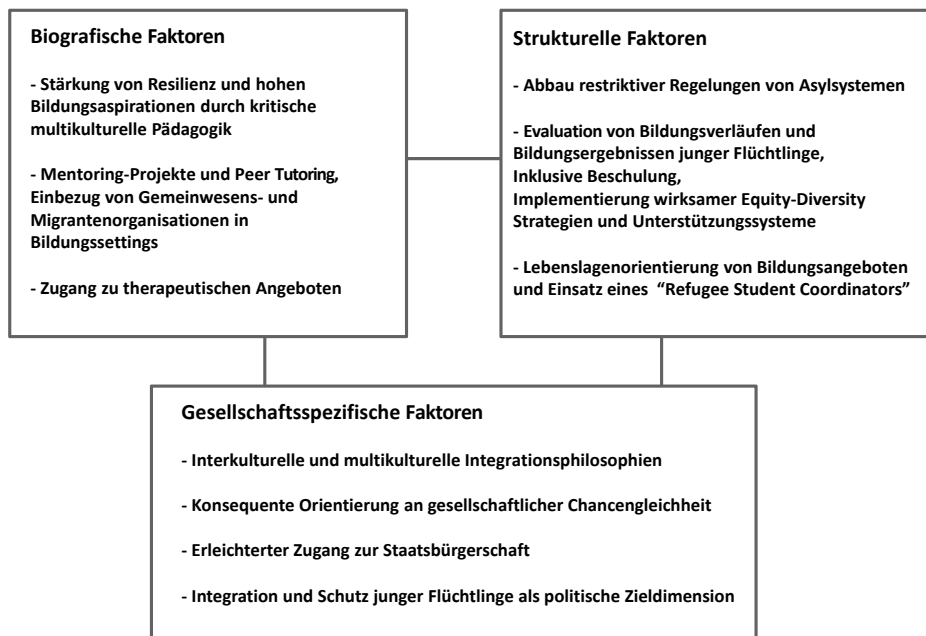 Biografische Faktoren
- Stärkung von Resilienz und hohen
Bildungsaspirationen durch kritische
multikulturelle Pädagogik
- Mentoring-Projekte und Peer Tutoring,
Einbezug von Gemeinwesens- und
Migrantenorganisationen in
Bildungssettings
- Zugang zu therapeutischen Angeboten
Strukturelle Faktoren
- Abbau restriktiver Regelungen von Asylsystemen
- Evaluation von Bildungsverläufen und
Bildungsergebnissen junger Flüchtlinge,
Inklusive Beschulung,
Implementierung wirksamer Equity-Diversity
Strategien und Unterstützungssysteme
- Lebenslagenorientierung von Bildungsangeboten
und Einsatz eines “Refugee Student Coordinators”
Gesellschaftsspezifische Faktoren
- Interkulturelle und multikulturelle Integrationsphilosophien
- Konsequente Orientierung an gesellschaftlicher Chancengleichheit
- Erleichterter Zugang zur Staatsbürgerschaft
- Integration und Schutz junger Flüchtlinge als politische Zieldimension